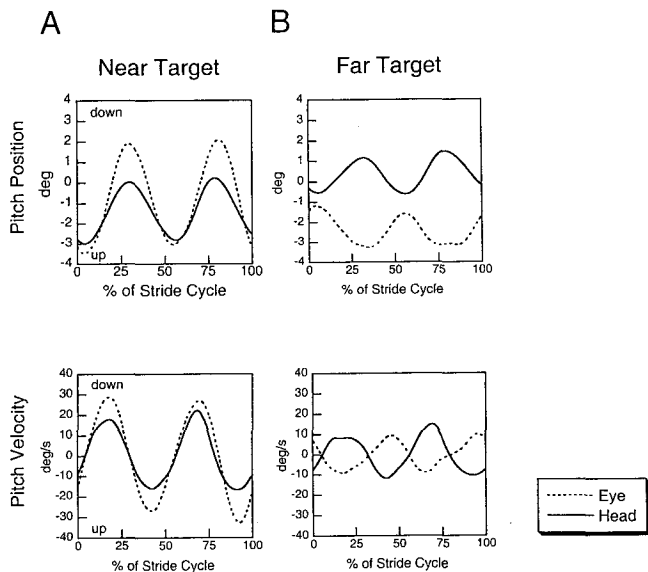 A
B
Near Target
Far Target
Pitch Position
deg
4
3
2
1
0
-1
-2
-3
-4
down
up
0
25
50
75
100
% of Stride Cycle
4
3
2
1
0
-1
-2
-3
-4
0
25
50
75
100
% of Stride Cycle
Pitch Velocity
deg/s
40
30
20
10
0
-10
-20
-30
-40
down
up
0
25
50
75
100
% of Stride Cycle
deg
deg/s
40
30
20
10
0
-10
-20
-30
-40
0
25
50
75
100
% of Stride Cycle
Eye
Head